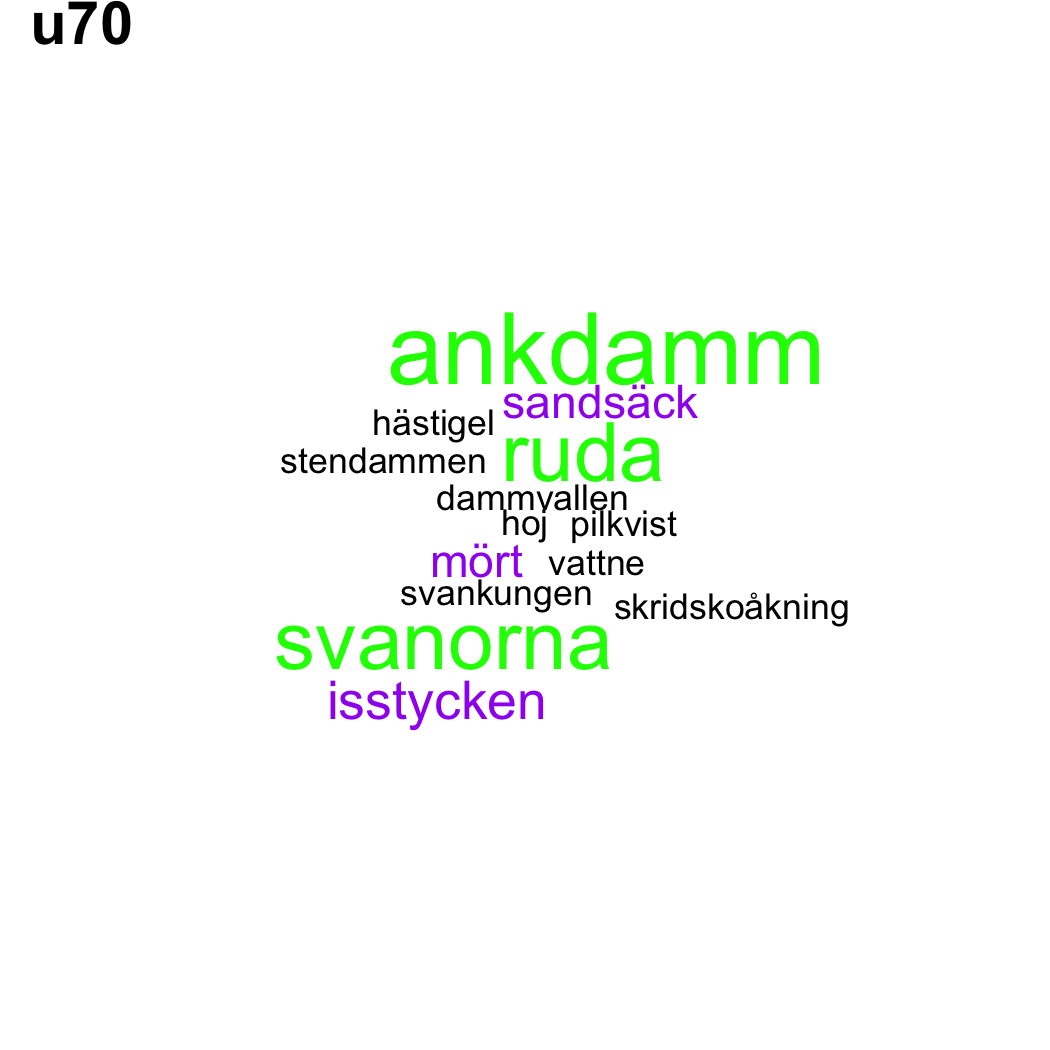 u70
ankdamm
sandsäck
hästigel
ruda
stendammen
dammvallen
hoj pilkvist
mört vattne
svankungen
skridskoåkning
svanorna
isstycken